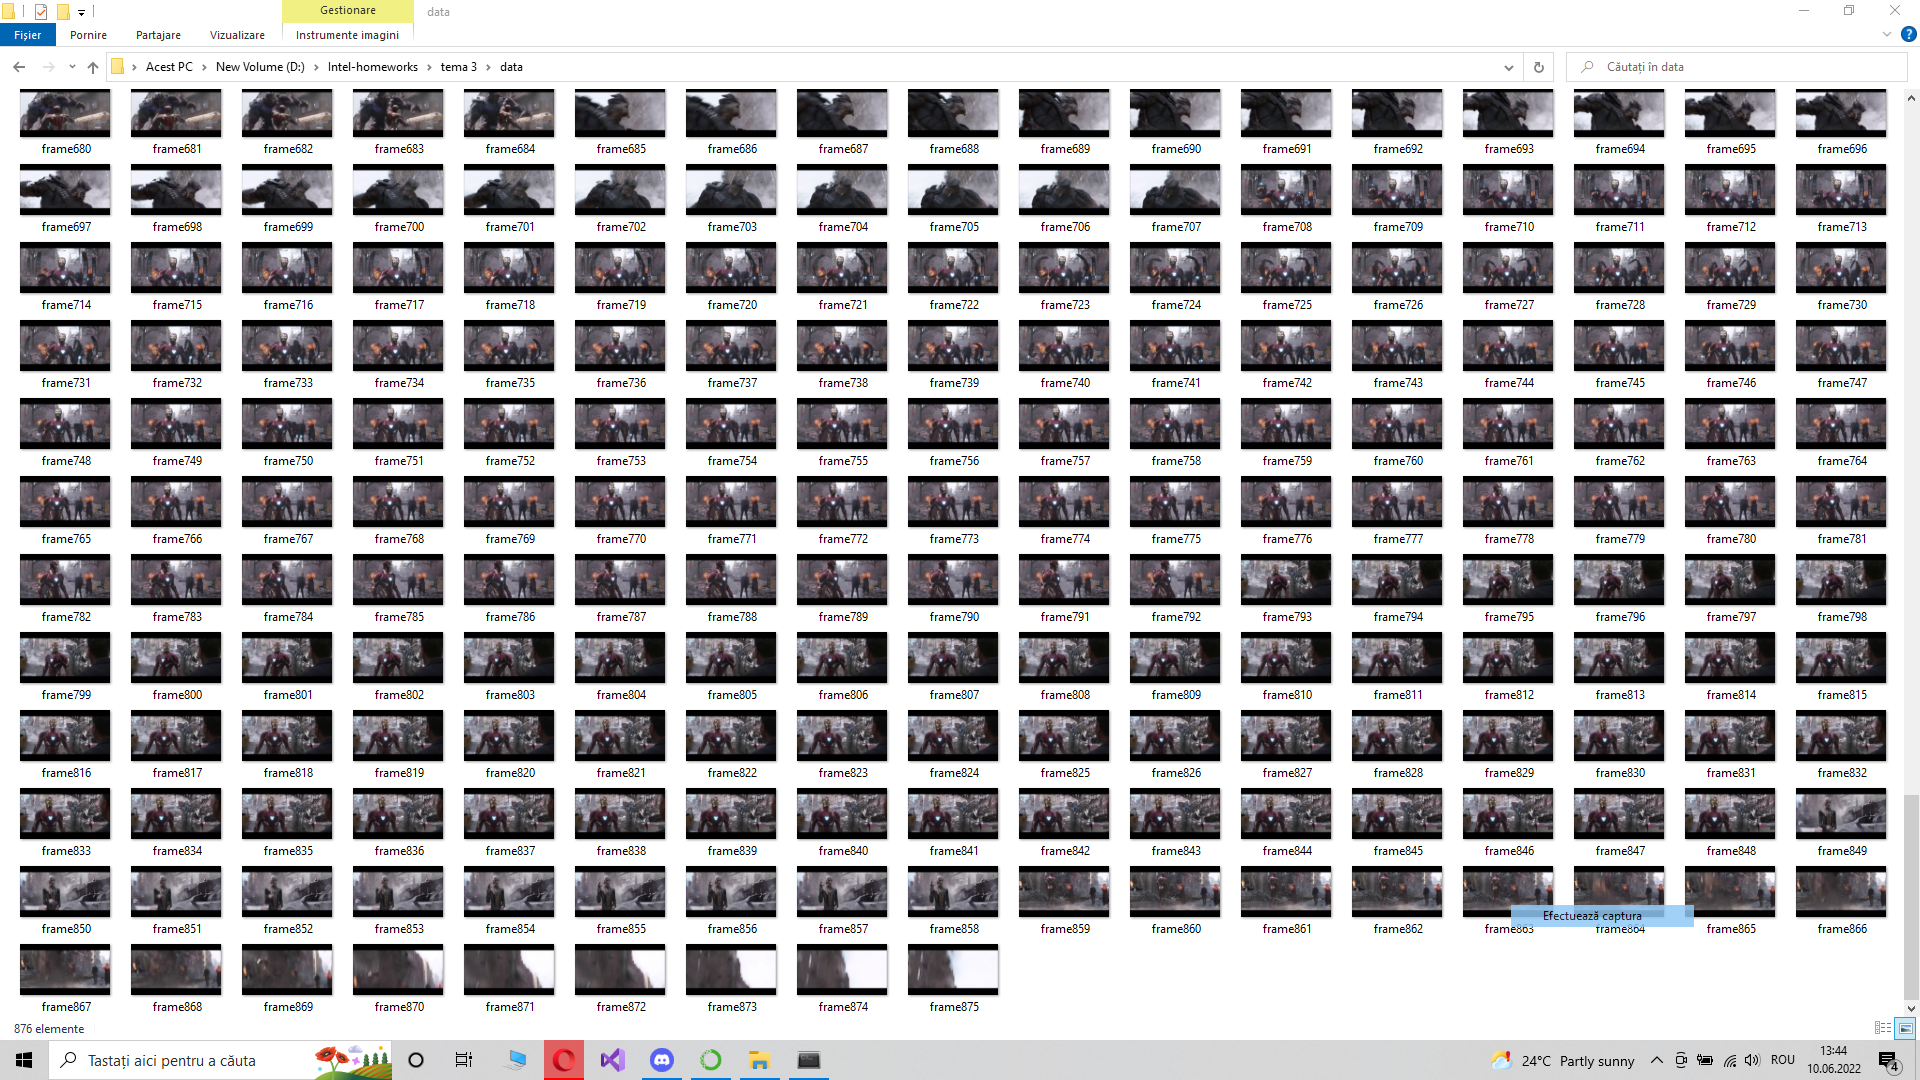 Gestionare
data
Fișier Pornire Partajare Vizualizare Instrumente imagini
Acest PC New Volume (D:) Intel-homeworks tema 3 data
Căutați în data
frame680 frame681 frame682 frame683 frame684 frame685 frame686 frame687 frame688 frame689 frame690 frame691 frame692 frame693 frame694 frame695 frame696
frame697 frame698 frame699 frame700 frame701 frame702 frame703 frame704 frame705 frame706 frame707 frame708 frame709 frame710 frame711 frame712 frame713
frame714 frame715 frame716 frame717 frame718 frame719 frame720 frame721 frame722 frame723 frame724 frame725 frame726 frame727 frame728 frame729 frame730
frame731 frame732 frame733 frame734 frame735 frame736 frame737 frame738 frame739 frame740 frame741 frame742 frame743 frame744 frame745 frame746 frame747
frame748 frame749 frame750 frame751 frame752 frame753 frame754 frame755 frame756 frame757 frame758 frame759 frame760 frame761 frame762 frame763 frame764
frame765 frame766 frame767 frame768 frame769 frame770 frame771 frame772 frame773 frame774 frame775 frame776 frame777 frame778 frame779 frame780 frame781
frame782 frame783 frame784 frame785 frame786 frame787 frame788 frame789 frame790 frame791 frame792 frame793 frame794 frame795 frame796 frame797 frame798
frame799 frame800 frame801 frame802 frame803 frame804 frame805 frame806 frame807 frame808 frame809 frame810 frame811 frame812 frame813 frame814 frame815
frame816 frame817 frame818 frame819 frame820 frame821 frame822 frame823 frame824 frame825 frame826 frame827 frame828 frame829 frame830 frame831 frame832
frame833 frame834 frame835 frame836 frame837 frame838 frame839 frame840 frame841 frame842 frame843 frame844 frame845 frame846 frame847 frame848 frame849
Efectuează captura
frame850 frame851 frame852 frame853 frame854 frame855 frame856 frame857 frame858 frame859 frame860 frame861 frame862 frame863 frame864 frame865 frame866
frame867 frame868 frame869 frame870 frame871 frame872 frame873 frame874 frame875
876 elemente
Tastați aici pentru a căuta
24°C Partly sunny
ROU
13:44
10.06.2022
4